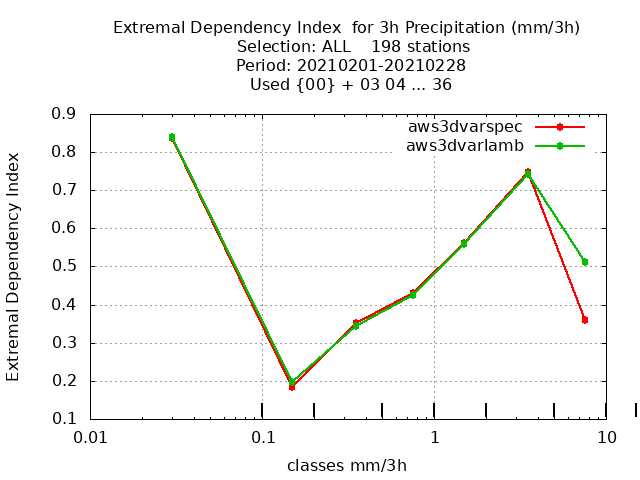 Extremal Dependency Index  for 3h Precipitation (mm/3h)
Selection: ALL    198 stations
Period: 20210201-20210228
Used {00} + 03 04 ... 36
aws3dvarspec
aws3dvarlamb
Extremal Dependency Index
0.9
0.8
0.7
0.6
0.5
0.4
0.3
0.2
0.1
0.01 0.1 1 10
classes mm/3h